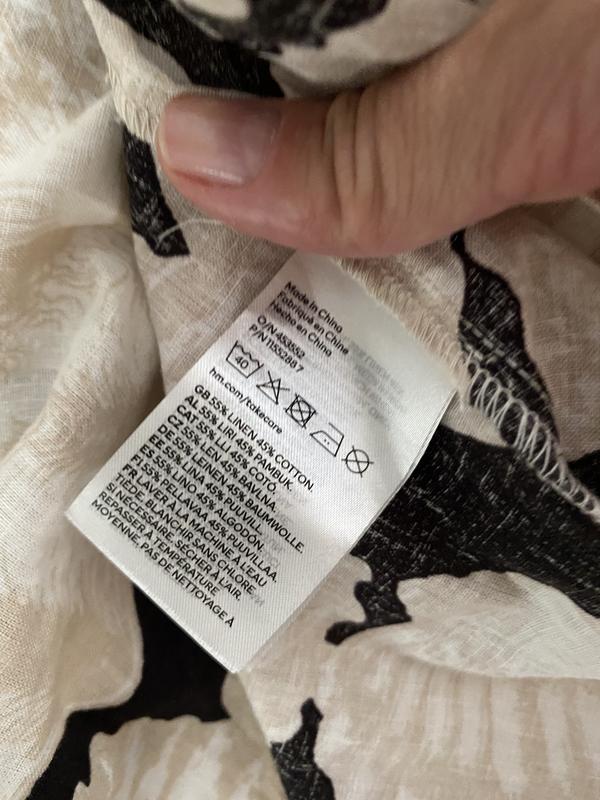 Made in China
Fabriqué en Chine
Hecho en China
O/N 453552
P/N 11552867
40
hm.com/takecare
GB 55% LINEN 45% COTTON.
AL 55% LIRI 45% PAMBUK.
CAT 55% LLI 45% COTÓ.
CZ 55% LEN 45% BAVLNA.
DE 55% LEINEN 45% BAUMWOLLE.
EE 55% LINA 45% PUUVILL.
ES 55% LINO 45% ALGODÓN.
FI 55% PELLAVAA 45% PUUVILLAA.
FR LAVER À LA MACHINE À L'EAU
TIÈDE. BLANCHIR SANS CHLORE
SI NÉCESSAIRE. SÉCHER À L'AIR.
REPASSER À TEMPÉRATURE
MOYENNE. PAS DE NETTOYAGE À